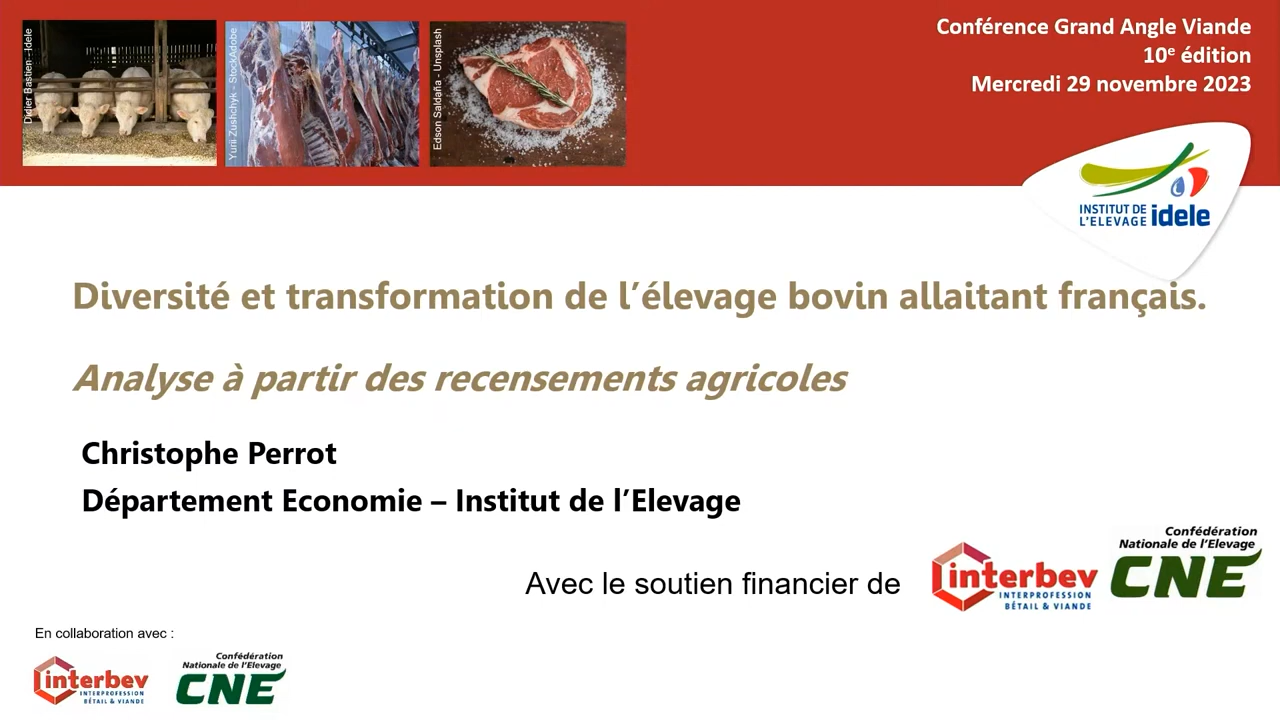 Didier Bastien - Idele
Yurii Zushchyk - StockAdobe
Edson Saldaña - Unsplash
Conférence Grand Angle Viande
10e édition
Mercredi 29 novembre 2023
INSTITUT DE
L'ELEVAGE idele
Diversité et transformation de l'élevage bovin allaitant français.
Analyse à partir des recensements agricoles
Christophe Perrot
Département Economie – Institut de l'Elevage
Avec le soutien financier de
interbev
INTERPROFESSION
BÉTAIL & VIANDE
Confédération
Nationale de l'Elevage
CNE
En collaboration avec :
interbev
INTERPROFESSION
BÉTAIL & VIANDE
Confédération
Nationale de l'Elevage
CNE